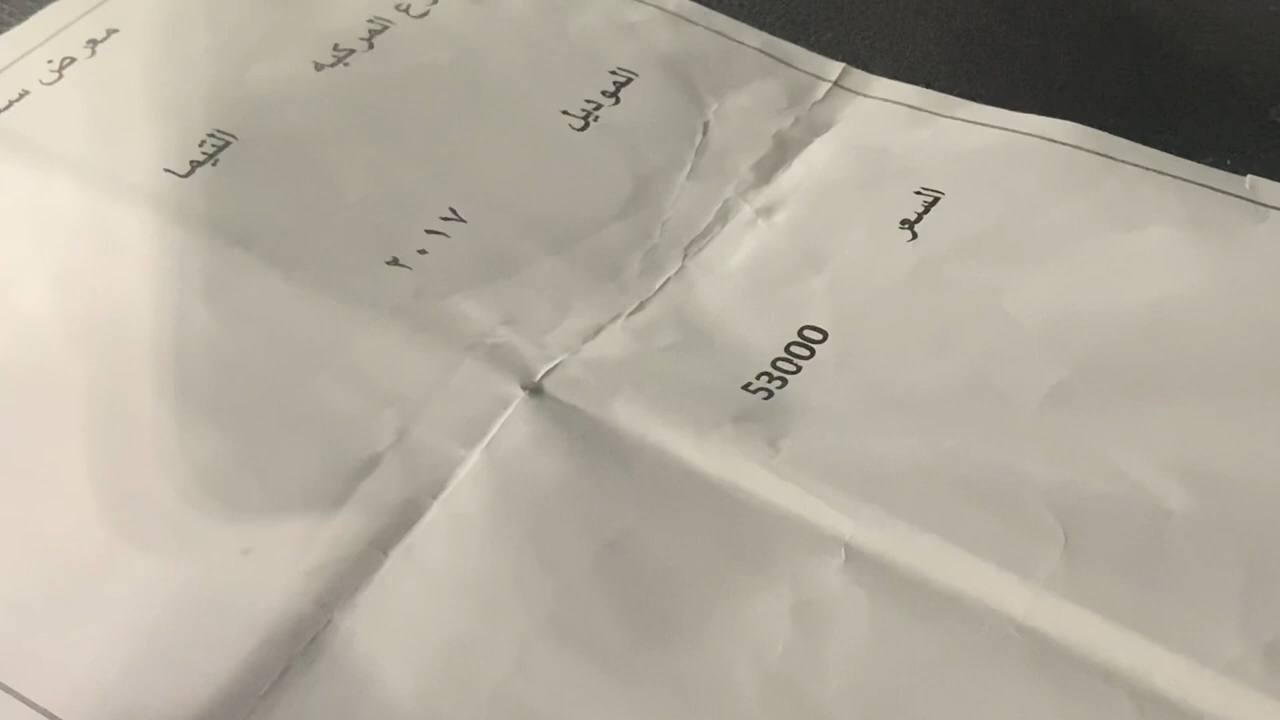 معرض
المركبه
التيما
الموديل
٢٠١٧
السعر
53000